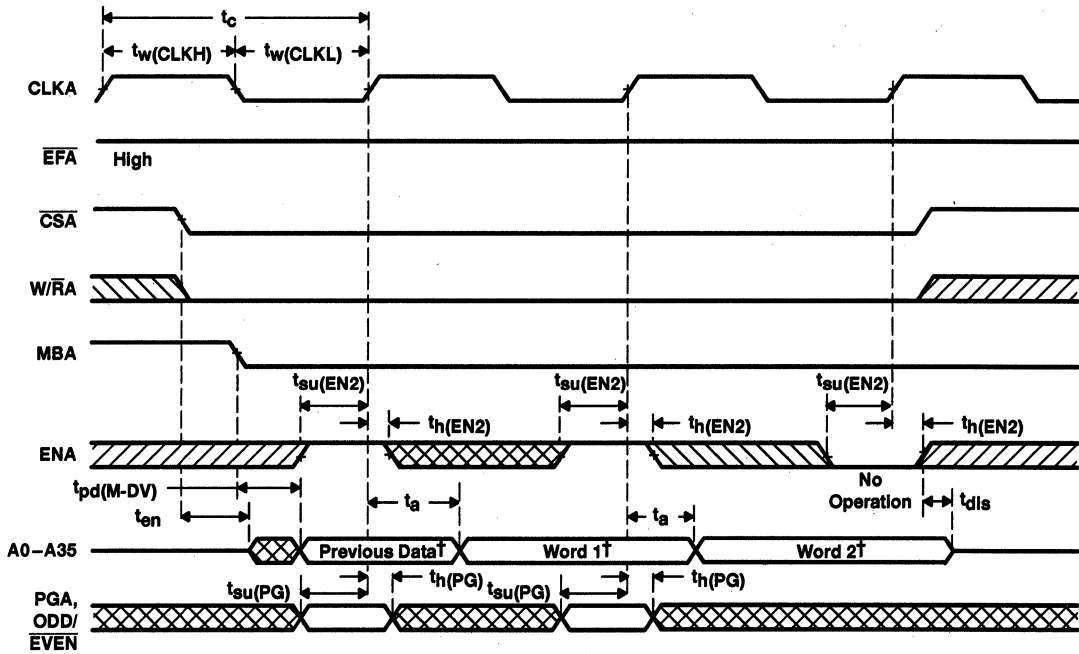 tc
tw(CLKH)
tw(CLKL)
CLKA
EFA
High
CSA
W/RA
MBA
tsu(EN2)
tsu(EN2)
tsu(EN2)
th(EN2)
th(EN2)
th(EN2)
ENA
No
Operation
tpd(M-DV)
ten
ta
ta
tdis
A0–A35
Previous Data†
Word 1†
Word 2†
tsu(PG)
th(PG)
tsu(PG)
th(PG)
PGA,
ODD/
EVEN